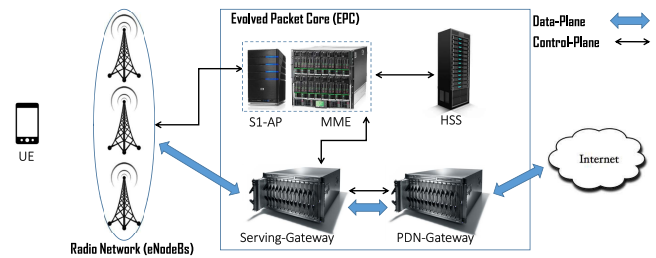 Evolved Packet Core (EPC)
Data-Plane
Control-Plane
S1-AP
MME
HSS
UE
Internet
Serving-Gateway
PDN-Gateway
Radio Network (eNodeBs)